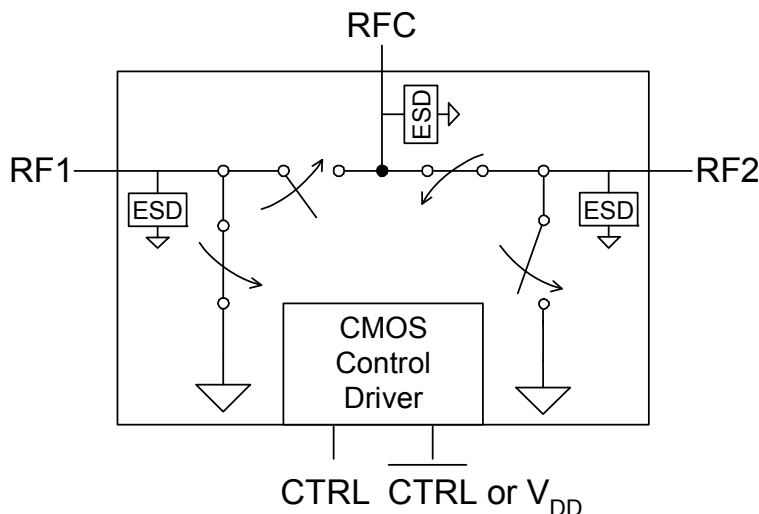 RFC
ESD
RF1
RF2
ESD
ESD
CMOS
Control
Driver
CTRL
CTRL or VDD